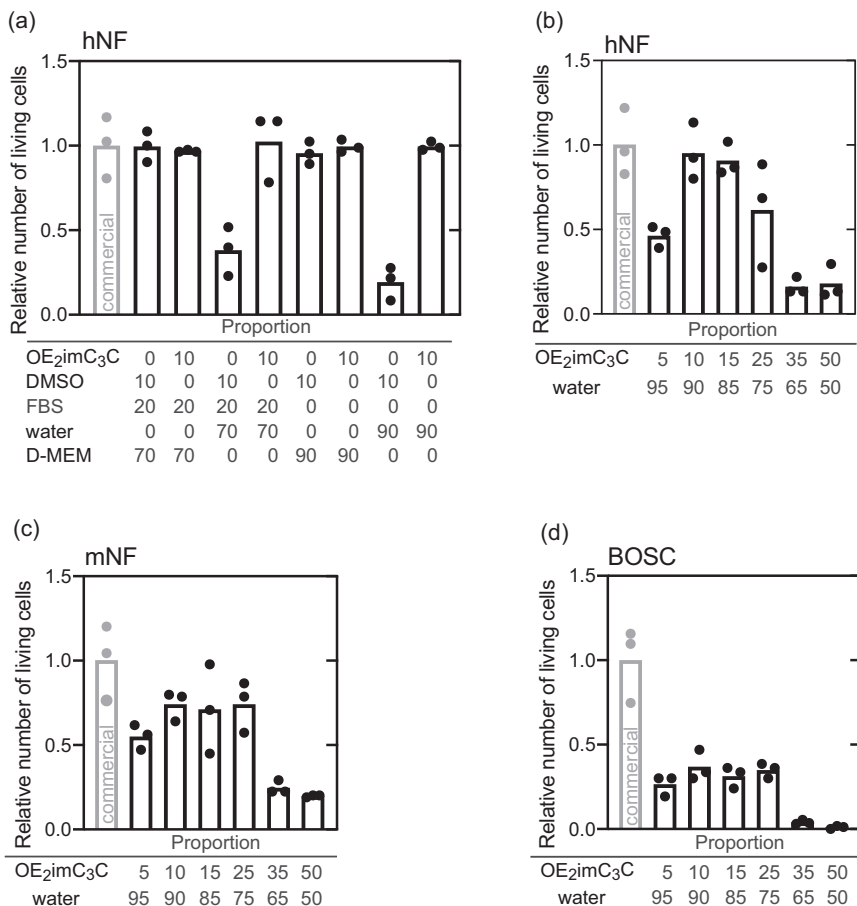 (a)
hNF
Relative number of living cells
1.5
1.0
0.5
0.0
commercial
Proportion
OE₂imC₃C 0 10 0 10 0 10 0 10
DMSO 10 0 10 0 10 0 10 0
FBS 20 20 20 20 0 0 0 0
water 0 0 70 70 0 0 90 90
D-MEM 70 70 0 0 90 90 0 0
(b)
hNF
Relative number of living cells
1.5
1.0
0.5
0.0
commercial
Proportion
OE₂imC₃C 5 10 15 25 35 50
water 95 90 85 75 65 50
(c)
mNF
Relative number of living cells
1.5
1.0
0.5
0.0
commercial
Proportion
OE₂imC₃C 5 10 15 25 35 50
water 95 90 85 75 65 50
(d)
BOSC
Relative number of living cells
1.5
1.0
0.5
0.0
commercial
Proportion
OE₂imC₃C 5 10 15 25 35 50
water 95 90 85 75 65 50